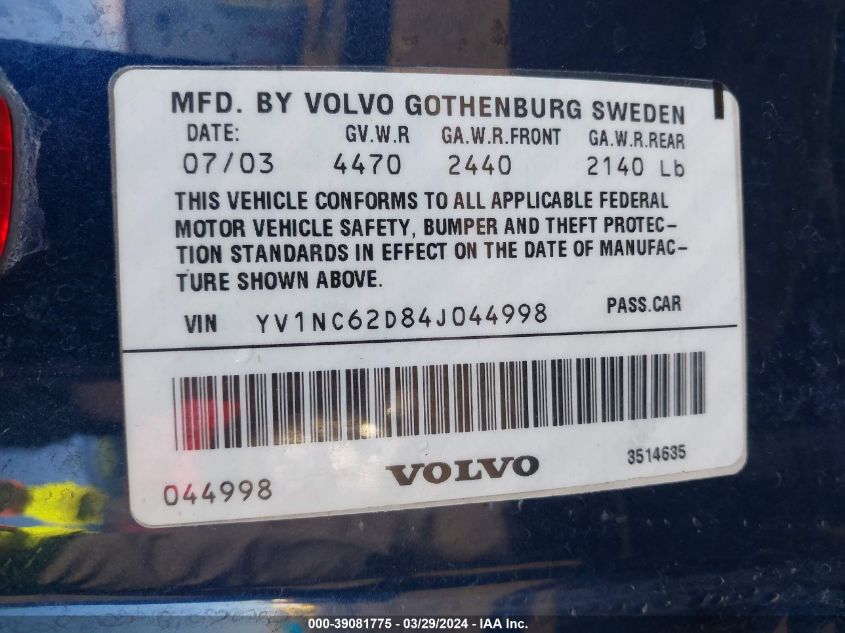 MFD. BY VOLVO GOTHENBURG SWEDEN
DATE: GV.W.R GA.W.R.FRONT GA.W.R.REAR
07/03 4470 2440 2140 Lb
THIS VEHICLE CONFORMS TO ALL APPLICABLE FEDERAL
MOTOR VEHICLE SAFETY, BUMPER AND THEFT PROTEC-
TION STANDARDS IN EFFECT ON THE DATE OF MANUFAC-
TURE SHOWN ABOVE.
VIN YV1NC62D84J044998 PASS.CAR
044998 VOLVO 3514635
000-39081775 - 03/29/2024 - IAA Inc.